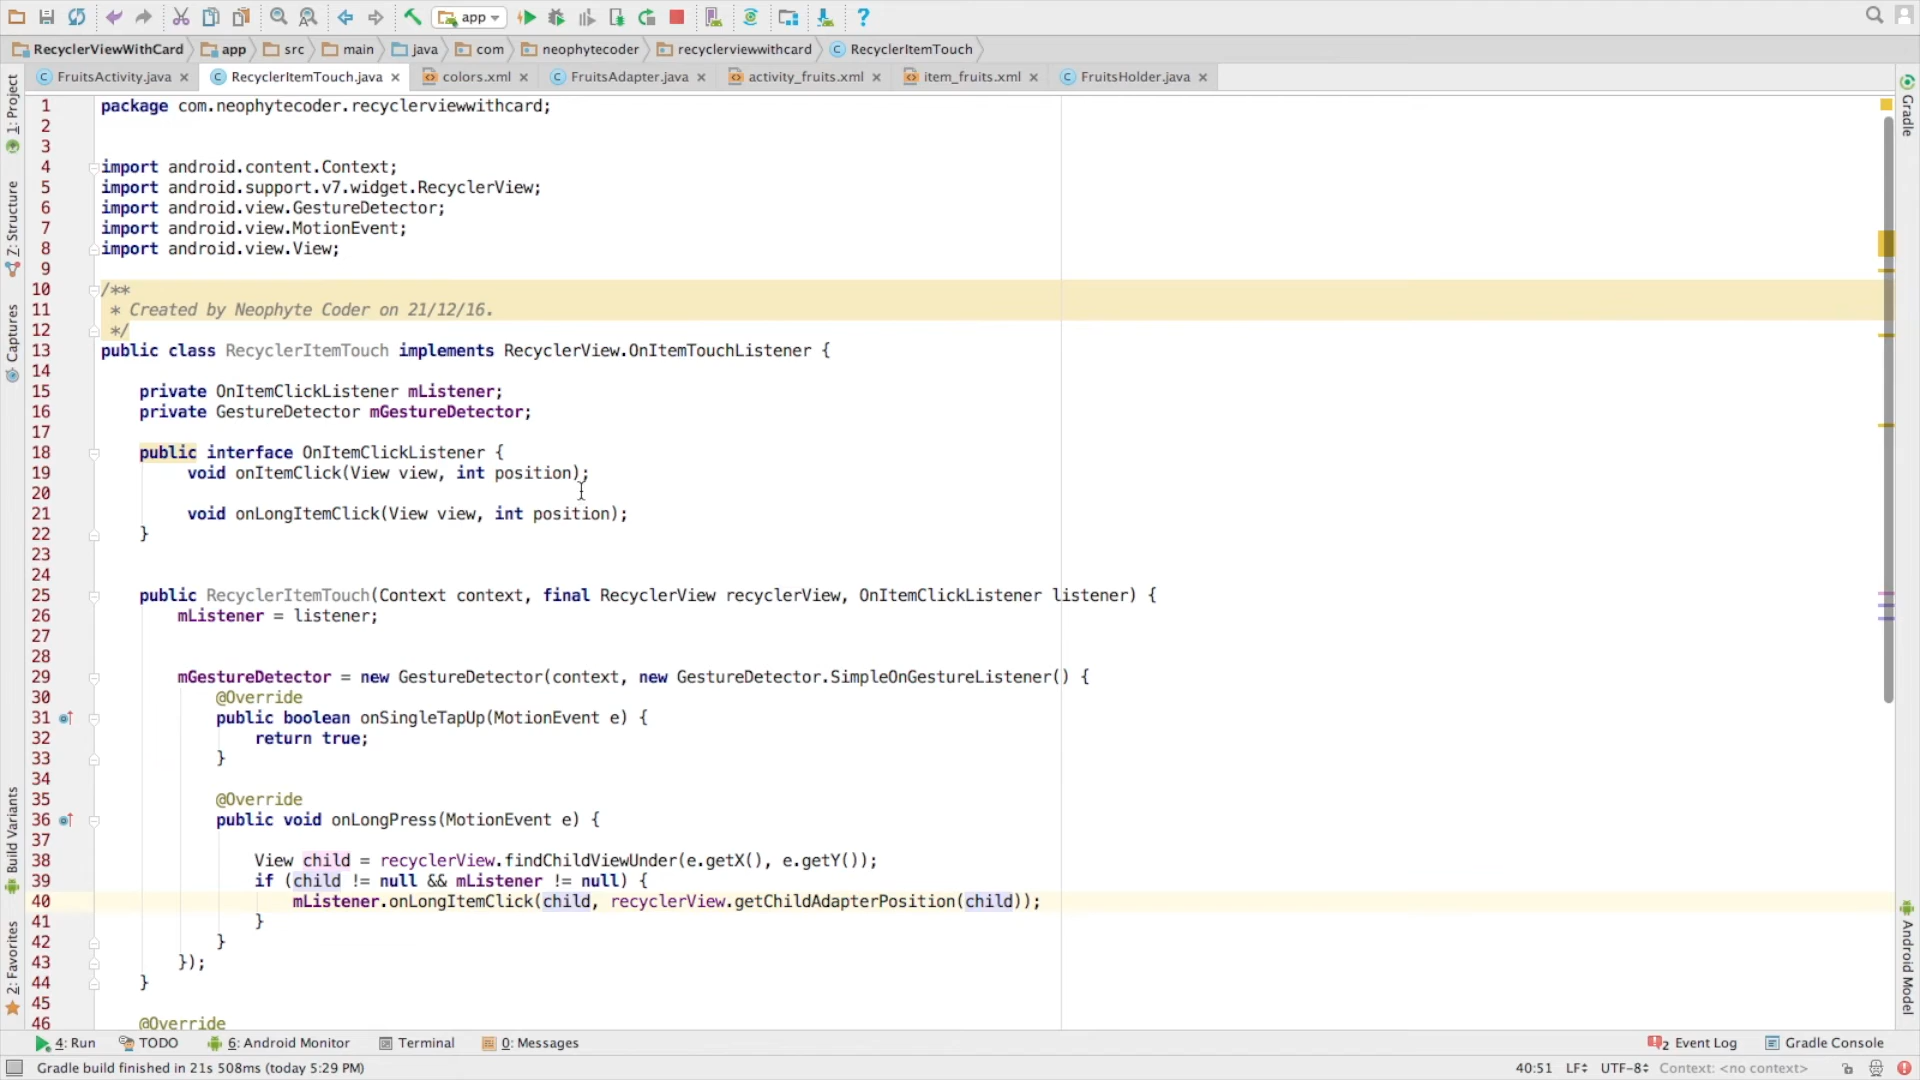 app
RecyclerViewWithCard app src main java com neophytecoder recyclerviewwithcard RecyclerItemTouch
FruitsActivity.java RecyclerItemTouch.java colors.xml FruitsAdapter.java activity_fruits.xml item_fruits.xml FruitsHolder.java
1: Project
Z: Structure
Captures
Build Variants
2: Favorites
Gradle
Android Model
1 package com.neophytecoder.recyclerviewwithcard;
2
3
4 import android.content.Context;
5 import android.support.v7.widget.RecyclerView;
6 import android.view.GestureDetector;
7 import android.view.MotionEvent;
8 import android.view.View;
9
10 /**
11 * Created by Neophyte Coder on 21/12/16.
12 */
13 public class RecyclerItemTouch implements RecyclerView.OnItemTouchListener {
14
15 private OnItemClickListener mListener;
16 private GestureDetector mGestureDetector;
17
18 public interface OnItemClickListener {
19 void onItemClick(View view, int position);
20
21 void onLongItemClick(View view, int position);
22 }
23
24
25 public RecyclerItemTouch(Context context, final RecyclerView recyclerView, OnItemClickListener listener) {
26 mListener = listener;
27
28
29 mGestureDetector = new GestureDetector(context, new GestureDetector.SimpleOnGestureListener() {
30 @Override
31 public boolean onSingleTapUp(MotionEvent e) {
32 return true;
33 }
34
35 @Override
36 public void onLongPress(MotionEvent e) {
37
38 View child = recyclerView.findChildViewUnder(e.getX(), e.getY());
39 if (child != null && mListener != null) {
40 mListener.onLongItemClick(child, recyclerView.getChildAdapterPosition(child));
41 }
42 }
43 });
44 }
45
46 @Override
4: Run TODO 6: Android Monitor Terminal 0: Messages 2 Event Log Gradle Console
Gradle build finished in 21s 508ms (today 5:29 PM) 40:51 LF UTF-8 Context: <no context>